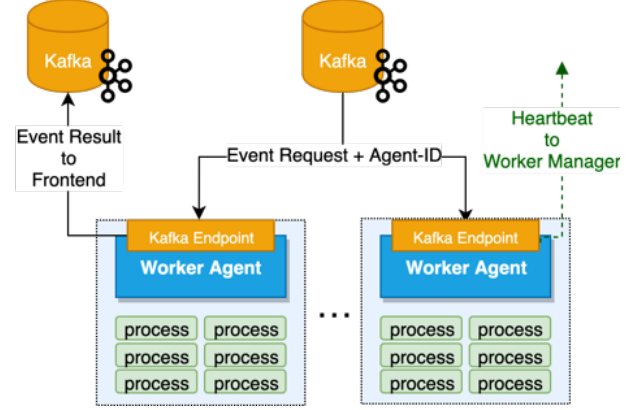 Kafka
Kafka
Event Result
to
Frontend
Event Request + Agent-ID
Heartbeat
to
Worker Manager
Kafka Endpoint
Worker Agent
process process
process process
process process
...
Kafka Endpoint
Worker Agent
process process
process process
process process